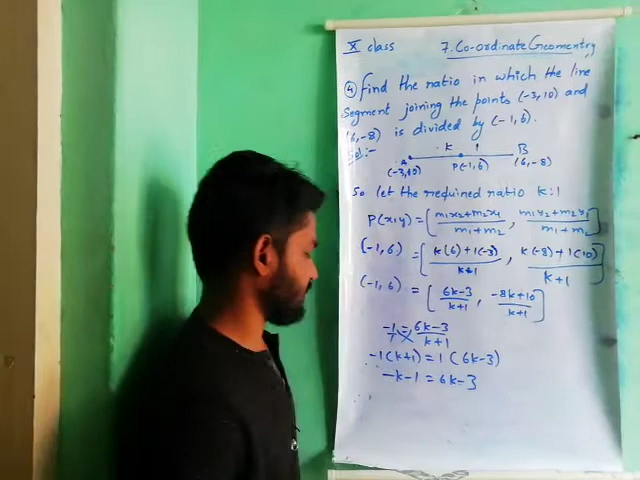 X class 7. Co-ordinate Geomentry
④ Find the ratio in which the line
Segment joining the points (-3,10) and
(6,-8) is divided by (-1,6).
Sol:-
K 1
A B
(-3,10) P(-1,6) (6,-8)
So let the required ratio K:1
P(x,y) = [m₁x₂+m₂x₁/m₁+m₂, m₁y₂+m₂y₁/m₁+m₂]
(-1,6) = [K(6)+1(-3)/K+1, K(-8)+1(10)/K+1]
(-1,6) = [6K-3/K+1, -8K+10/K+1]
-1/1 = 6K-3/K+1
-1(K+1) = 1(6K-3)
-K-1 = 6K-3